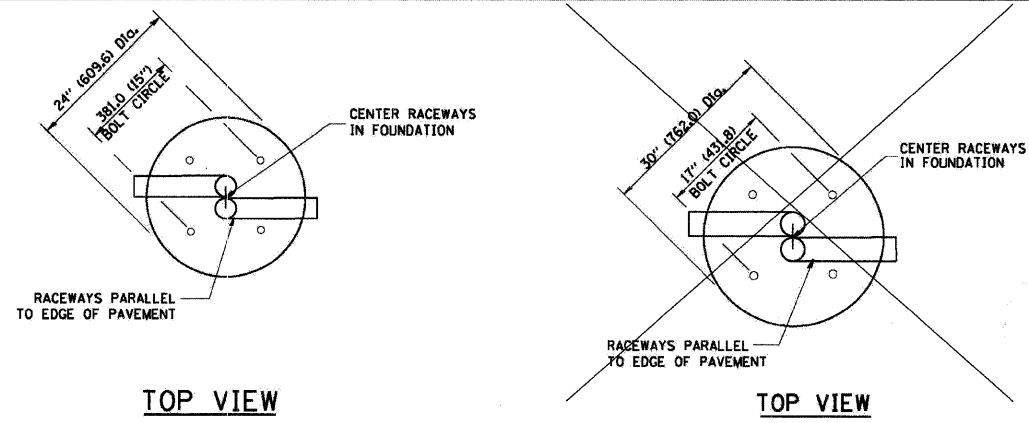 24" (609.6) Dia.
381.0 (15")
BOLT CIRCLE
CENTER RACEWAYS
IN FOUNDATION
RACEWAYS PARALLEL
TO EDGE OF PAVEMENT
TOP VIEW
30" (762.0) Dia.
17" (431.8)
BOLT CIRCLE
CENTER RACEWAYS
IN FOUNDATION
RACEWAYS PARALLEL
TO EDGE OF PAVEMENT
TOP VIEW